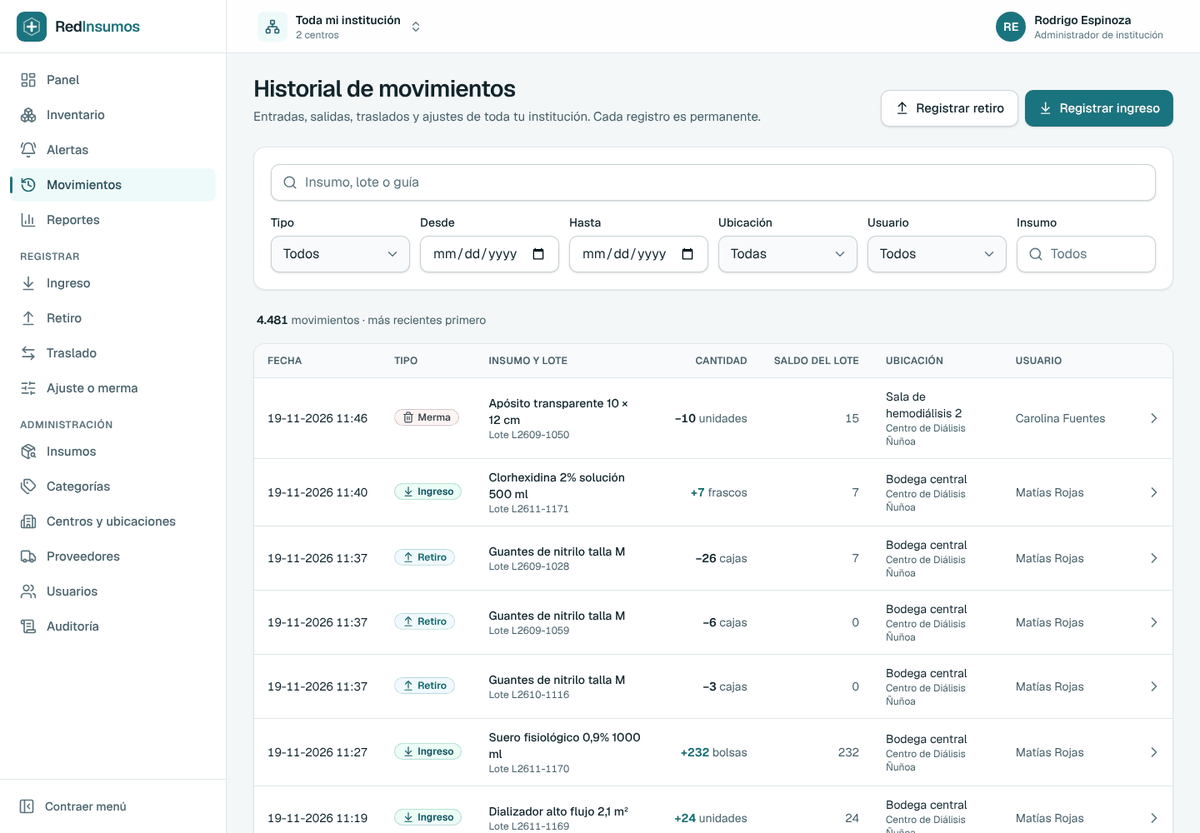 RedInsumos
Toda mi institución
2 centros
RE
Rodrigo Espinoza
Administrador de institución
Panel
Inventario
Alertas
Movimientos
Reportes
REGISTRAR
Ingreso
Retiro
Traslado
Ajuste o merma
ADMINISTRACIÓN
Insumos
Categorías
Centros y ubicaciones
Proveedores
Usuarios
Auditoría
Contraer menú
Historial de movimientos
Entradas, salidas, traslados y ajustes de toda tu institución. Cada registro es permanente.
Registrar retiro
Registrar ingreso
Insumo, lote o guía
Tipo Desde Hasta Ubicación Usuario Insumo
Todos mm/dd/yyyy mm/dd/yyyy Todas Todos Todos
4.481 movimientos · más recientes primero
FECHA TIPO INSUMO Y LOTE CANTIDAD SALDO DEL LOTE UBICACIÓN USUARIO
19-11-2026 11:46 Merma
Apósito transparente 10 ×
12 cm
Lote L2609-1050
−10 unidades 15
Sala de
hemodiálisis 2
Centro de Diálisis
Ñuñoa
Carolina Fuentes
19-11-2026 11:40 Ingreso
Clorhexidina 2% solución
500 ml
Lote L2611-1171
+7 frascos 7
Bodega central
Centro de Diálisis
Ñuñoa
Matías Rojas
19-11-2026 11:37 Retiro
Guantes de nitrilo talla M
Lote L2609-1028
−26 cajas 7
Bodega central
Centro de Diálisis
Ñuñoa
Matías Rojas
19-11-2026 11:37 Retiro
Guantes de nitrilo talla M
Lote L2609-1059
−6 cajas 0
Bodega central
Centro de Diálisis
Ñuñoa
Matías Rojas
19-11-2026 11:37 Retiro
Guantes de nitrilo talla M
Lote L2610-1116
−3 cajas 0
Bodega central
Centro de Diálisis
Ñuñoa
Matías Rojas
19-11-2026 11:27 Ingreso
Suero fisiológico 0,9% 1000
ml
Lote L2611-1170
+232 bolsas 232
Bodega central
Centro de Diálisis
Ñuñoa
Matías Rojas
19-11-2026 11:19 Ingreso
Dializador alto flujo 2,1 m²
Lote L2611-1169
+24 unidades 24
Bodega central
Centro de Diálisis
Ñuñoa
Matías Rojas